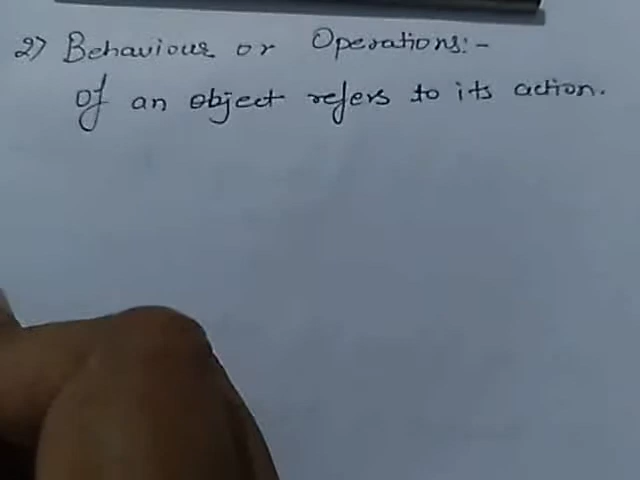 2) Behaviour or Operations:-
Of an object refers to its action.